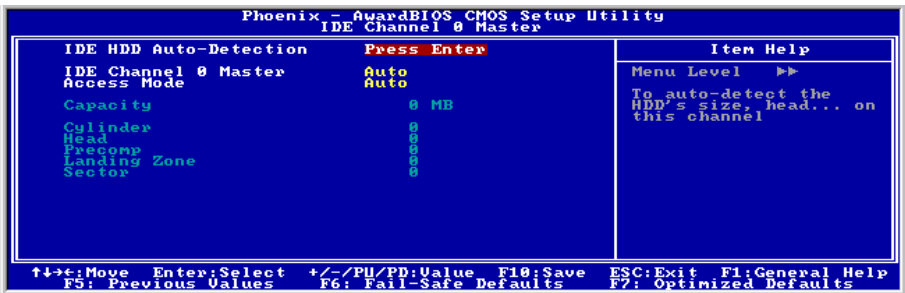 Phoenix - AwardBIOS CMOS Setup Utility
IDE Channel 0 Master
IDE HDD Auto-Detection Press Enter
IDE Channel 0 Master Auto
Access Mode Auto
Capacity 0 MB
Cylinder 0
Head 0
Precomp 0
Landing Zone 0
Sector 0
Item Help
Menu Level ▶▶
To auto-detect the
HDD's size, head... on
this channel
↑↓→←:Move Enter:Select +/-/PU/PD:Value F10:Save ESC:Exit F1:General Help
F5: Previous Values F6: Fail-Safe Defaults F7: Optimized Defaults